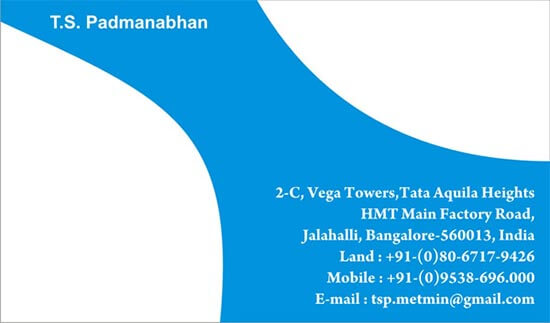 T.S. Padmanabhan
2-C, Vega Towers,Tata Aquila Heights
HMT Main Factory Road,
Jalahalli, Bangalore-560013, India
Land : +91-(0)80-6717-9426
Mobile : +91-(0)9538-696.000
E-mail : tsp.metmin@gmail.com